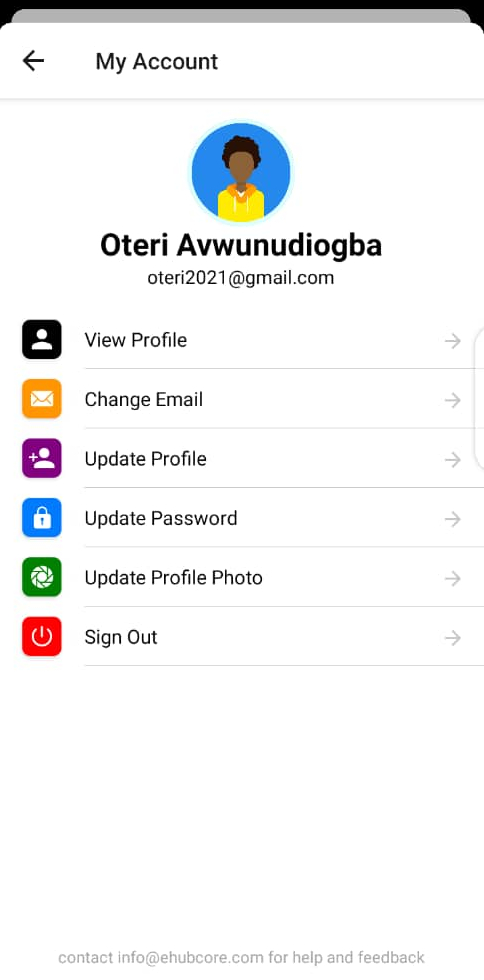 My Account
Oteri Avwunudiogba
oteri2021@gmail.com
View Profile
Change Email
Update Profile
Update Password
Update Profile Photo
Sign Out
contact info@ehubcore.com for help and feedback